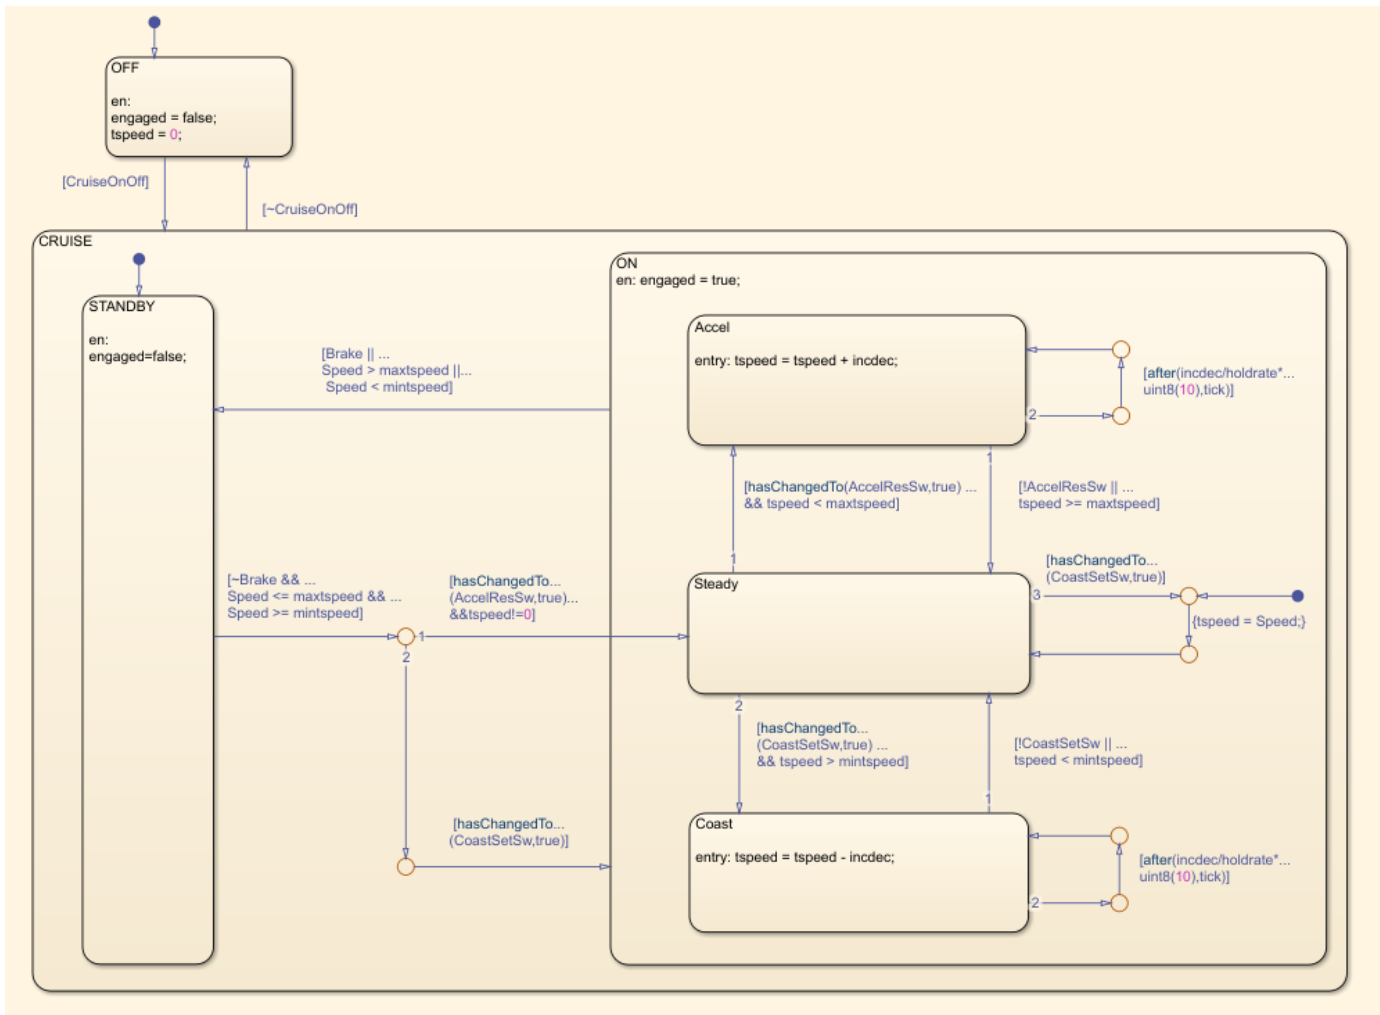 OFF
en:
engaged = false;
tspeed = 0;
[CruiseOnOff]
[~CruiseOnOff]
CRUISE
STANDBY
en:
engaged=false;
[Brake || ...
Speed > maxtspeed ||...
Speed < mintspeed]
[~Brake && ...
Speed <= maxtspeed && ...
Speed >= mintspeed]
1
[hasChangedTo...
(AccelResSw,true)...
&&tspeed!=0]
2
[hasChangedTo...
(CoastSetSw,true)]
ON
en: engaged = true;
Accel
entry: tspeed = tspeed + incdec;
2
[after(incdec/holdrate*...
uint8(10),tick)]
1
[hasChangedTo(AccelResSw,true) ...
&& tspeed < maxtspeed]
1
[!AccelResSw || ...
tspeed >= maxtspeed]
Steady
3
[hasChangedTo...
(CoastSetSw,true)]
{tspeed = Speed;}
2
[hasChangedTo...
(CoastSetSw,true) ...
&& tspeed > mintspeed]
1
[!CoastSetSw || ...
tspeed < mintspeed]
Coast
entry: tspeed = tspeed - incdec;
2
[after(incdec/holdrate*...
uint8(10),tick)]